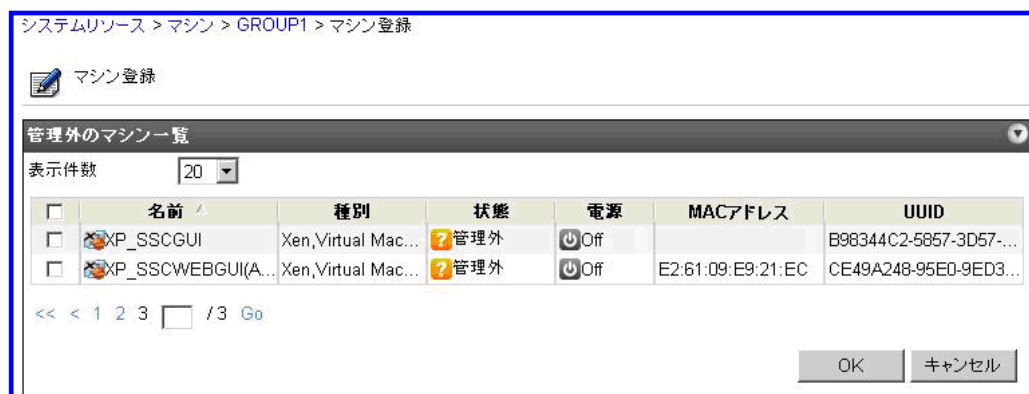 システムリソース > マシン > GROUP1 > マシン登録
マシン登録
管理外のマシン一覧
表示件数 20
名前 種別 状態 電源 MACアドレス UUID
XP_SSCGUI Xen,Virtual Mac... 管理外 Off B98344C2-5857-3D57-...
XP_SSCWEBGUI(A... Xen,Virtual Mac... 管理外 Off E2:61:09:E9:21:EC CE49A248-95E0-9ED3...
<< < 1 2 3 / 3 Go
OK キャンセル